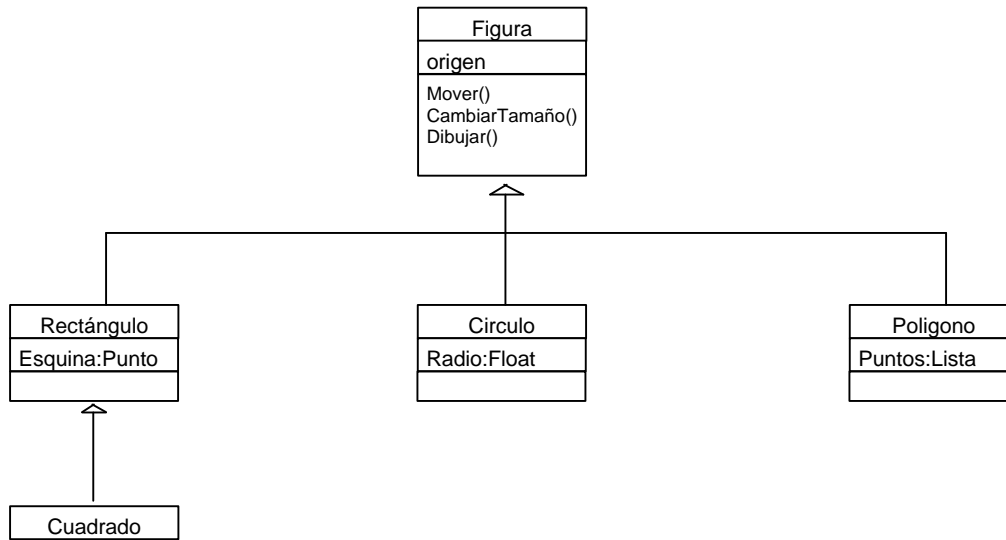 Figura
origen
Mover()
CambiarTamaño()
Dibujar()
Rectángulo
Esquina:Punto
Circulo
Radio:Float
Poligono
Puntos:Lista
Cuadrado